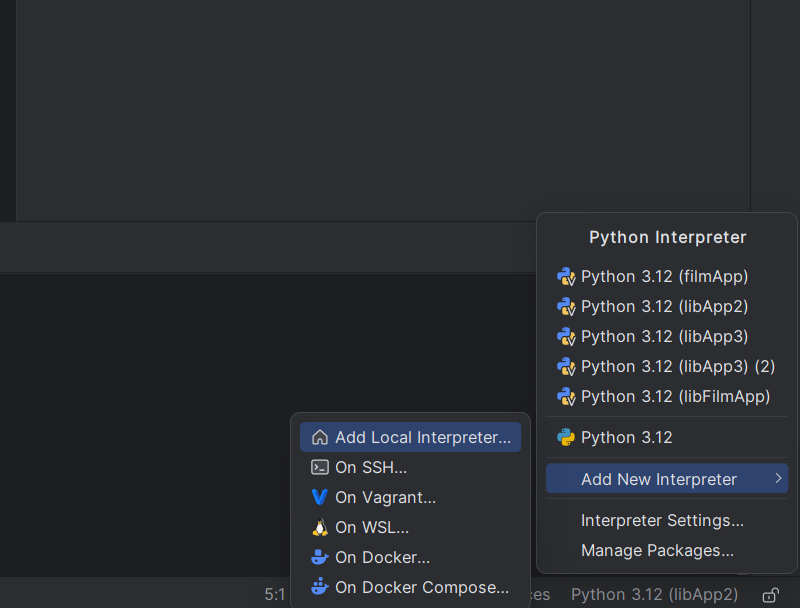 Python Interpreter
Python 3.12 (filmApp)
Python 3.12 (libApp2)
Python 3.12 (libApp3)
Python 3.12 (libApp3) (2)
Python 3.12 (libFilmApp)
Python 3.12
Add New Interpreter
Interpreter Settings...
Manage Packages...
Add Local Interpreter...
On SSH...
On Vagrant...
On WSL...
On Docker...
On Docker Compose...
5:1
Python 3.12 (libApp2)